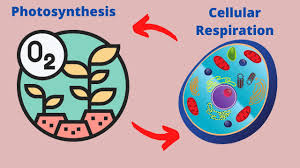 Photosynthesis
Cellular
Respiration
O2